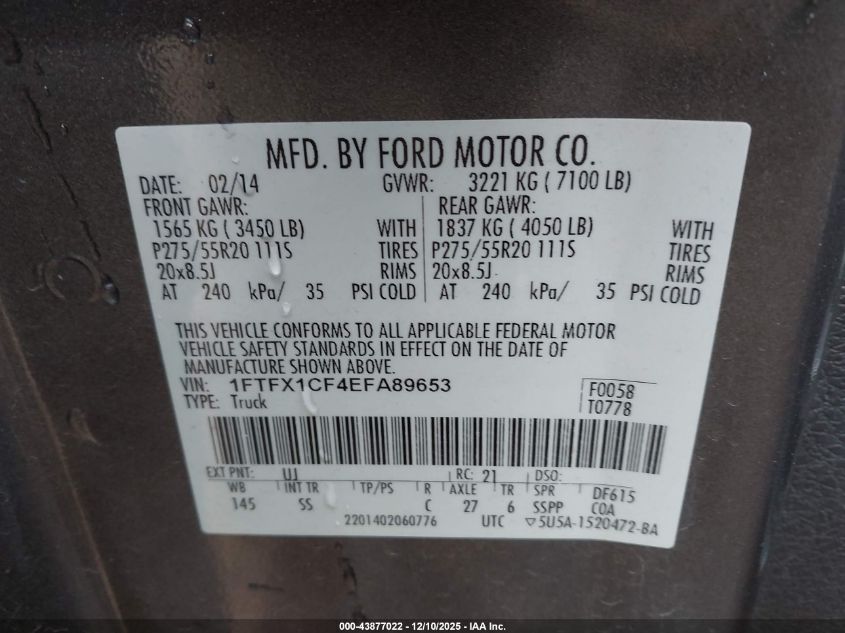 MFD. BY FORD MOTOR CO.
DATE: 02/14 GVWR: 3221 KG ( 7100 LB)
FRONT GAWR: REAR GAWR:
1565 KG ( 3450 LB) WITH 1837 KG ( 4050 LB) WITH
P275/55R20 111S TIRES P275/55R20 111S TIRES
20x8.5J RIMS 20x8.5J RIMS
AT 240 kPa/ 35 PSI COLD AT 240 kPa/ 35 PSI COLD
THIS VEHICLE CONFORMS TO ALL APPLICABLE FEDERAL MOTOR
VEHICLE SAFETY STANDARDS IN EFFECT ON THE DATE OF
MANUFACTURE SHOWN ABOVE.
VIN: 1FTFX1CF4EFA89653 F0058
TYPE: Truck T0778
EXT PNT: UJ RC: 21 DSO:
WB INT TR TP/PS R AXLE TR SPR DF615
145 SS C 27 6 SSPP COA
2201402060776 UTC ▽5U5A-1520472-BA
000-43877022 - 12/10/2025 - IAA Inc.